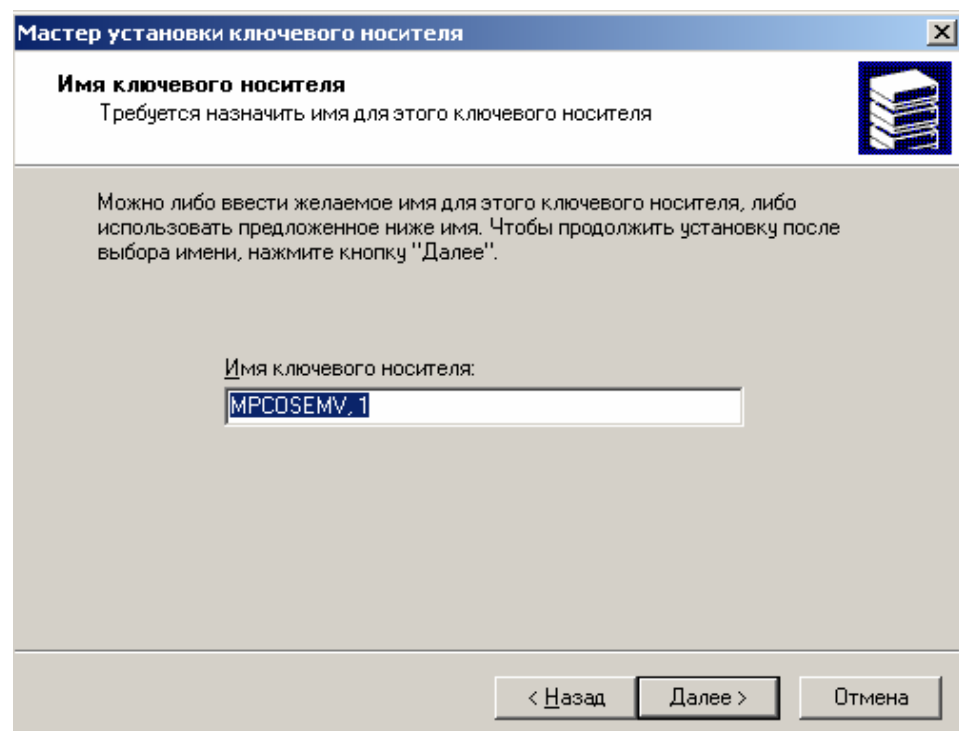 Мастер установки ключевого носителя
Имя ключевого носителя
Требуется назначить имя для этого ключевого носителя
Можно либо ввести желаемое имя для этого ключевого носителя, либо
использовать предложенное ниже имя. Чтобы продолжить установку после
выбора имени, нажмите кнопку "Далее".
Имя ключевого носителя:
MPCOSEMV, 1
< Назад Далее > Отмена